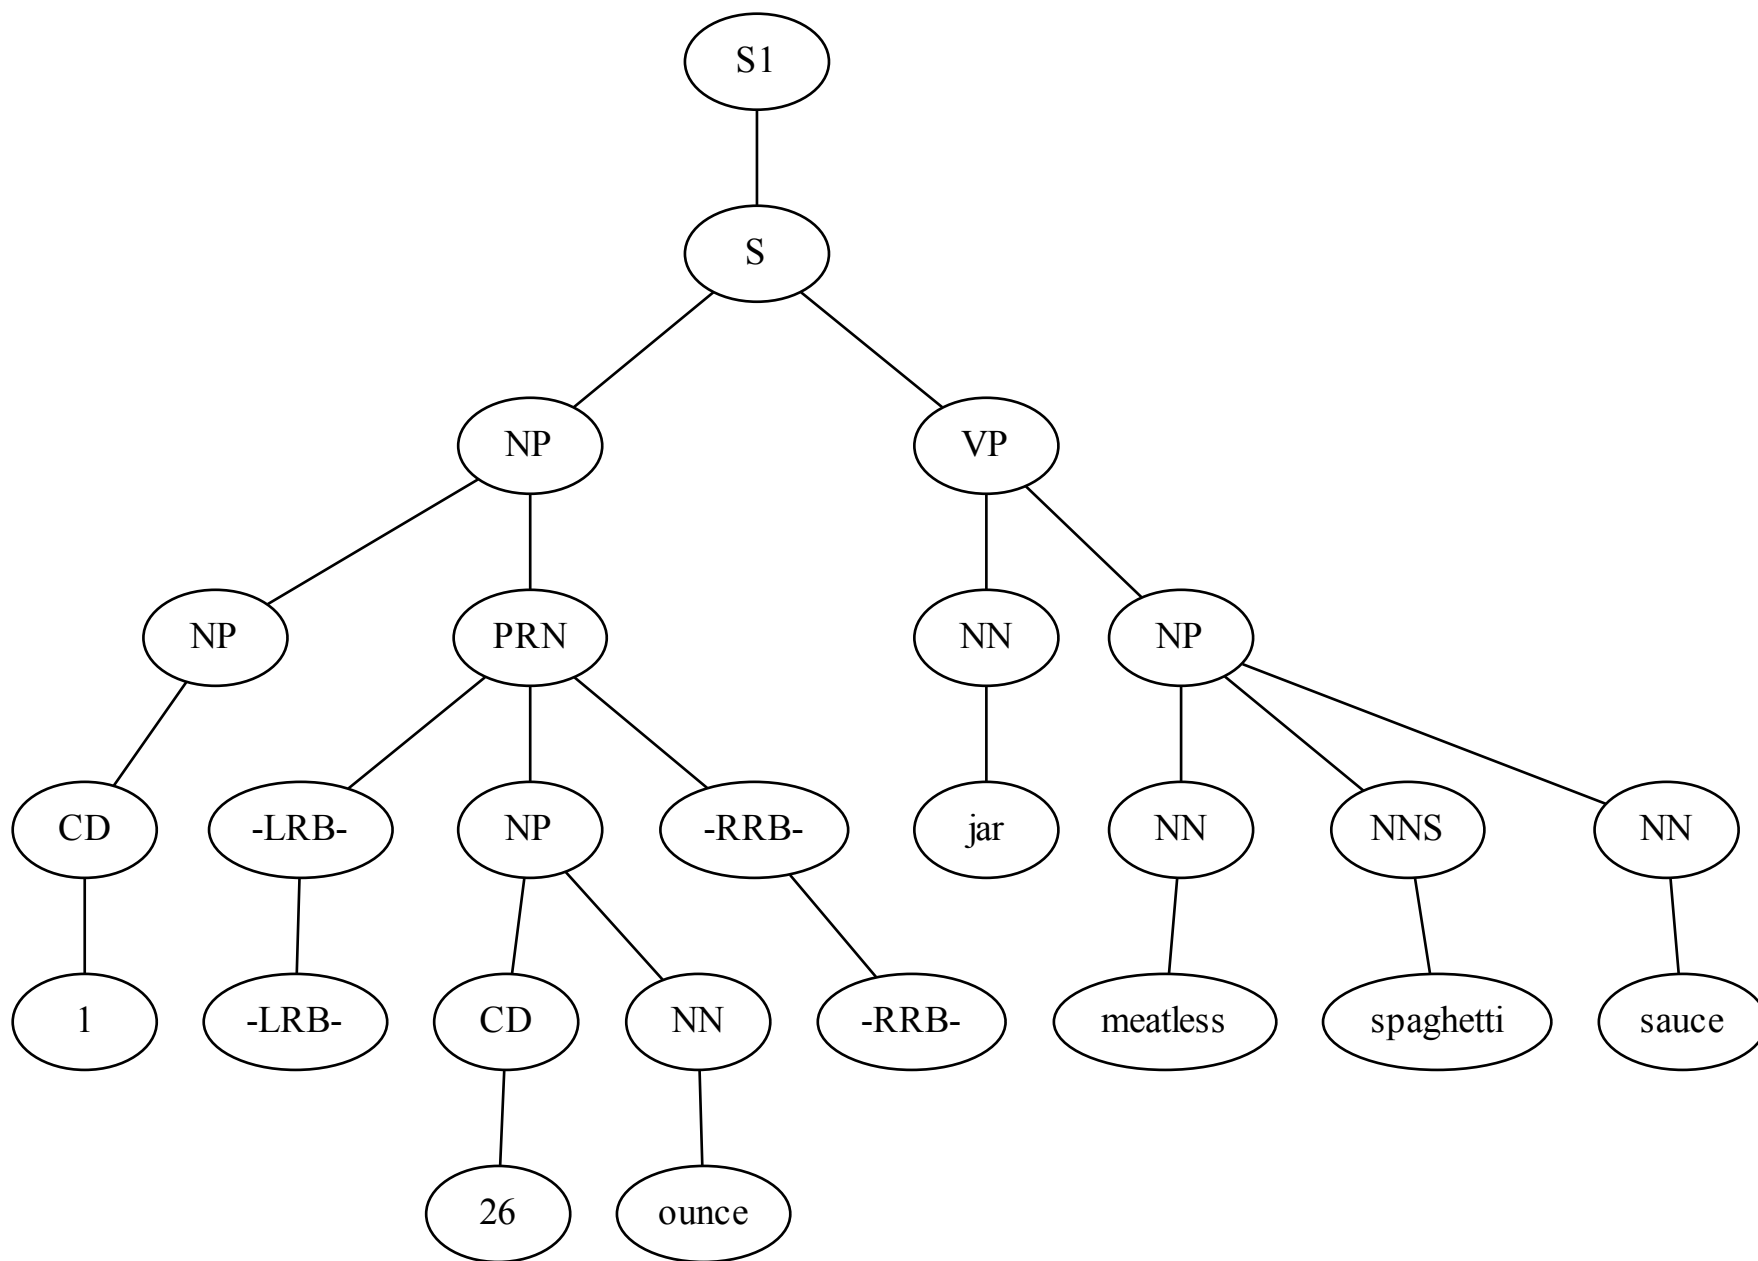 S1
S
NP VP
NP PRN NN NP
CD -LRB- NP -RRB- jar NN NNS NN
1 -LRB- CD NN -RRB- meatless spaghetti sauce
26 ounce